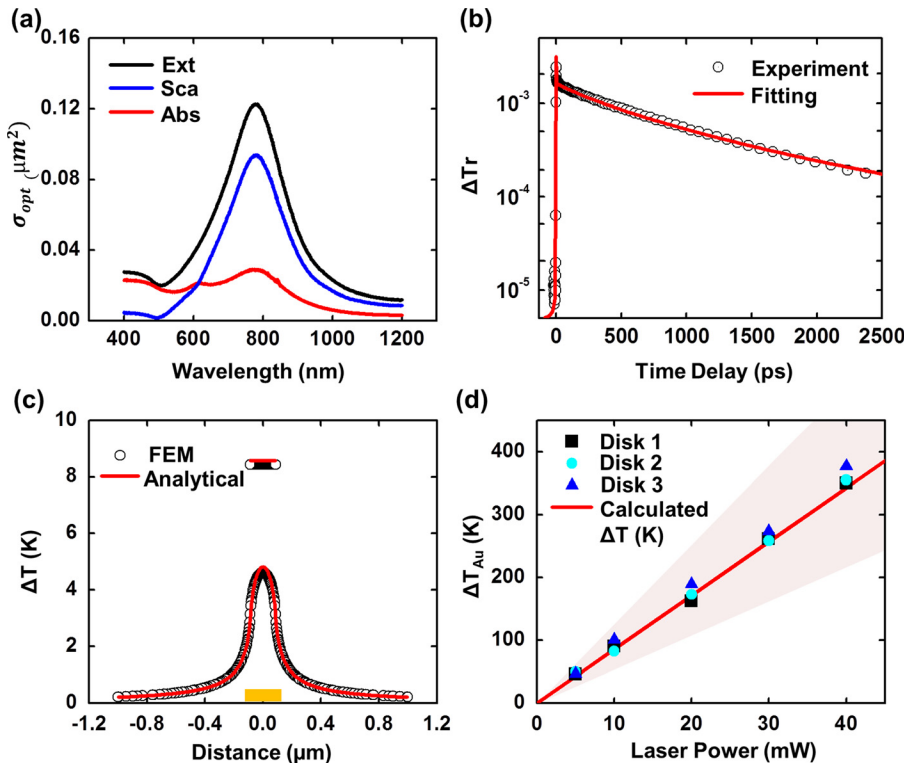 (a)
0.16
0.12
0.08
0.04
0.00
σopt (μm²)
Ext
Sca
Abs
400 600 800 1000 1200
Wavelength (nm)
(b)
10⁻³
10⁻⁴
10⁻⁵
ΔTr
Experiment
Fitting
0 500 1000 1500 2000 2500
Time Delay (ps)
(c)
10
8
6
4
2
0
ΔT (K)
FEM
Analytical
-1.2 -0.8 -0.4 0.0 0.4 0.8 1.2
Distance (μm)
(d)
400
300
200
100
0
ΔTAu (K)
Disk 1
Disk 2
Disk 3
Calculated
ΔT (K)
0 10 20 30 40
Laser Power (mW)